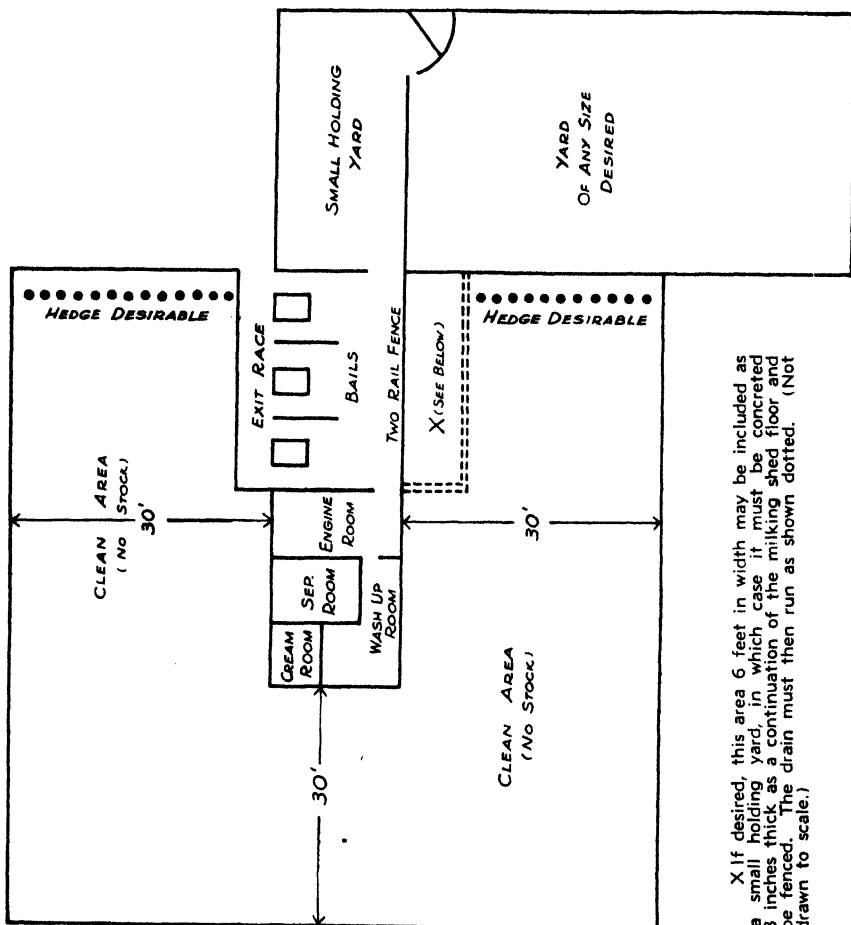 SMALL HOLDING
YARD
YARD
OF ANY SIZE
DESIRED
HEDGE DESIRABLE
EXIT RACE
BAILS
TWO RAIL FENCE
X (SEE BELOW)
HEDGE DESIRABLE
CLEAN AREA
(NO STOCK)
30'
ENGINE
ROOM
SEP.
ROOM
CREAM
ROOM
WASH UP
ROOM
30'
CLEAN AREA
(NO STOCK)
30'
X If desired, this area 6 feet in width may be included as
a small holding yard, in which case it must be concreted
3 inches thick as a continuation of the milking shed floor and
be fenced. The drain must then run as shown dotted. (Not
drawn to scale.)